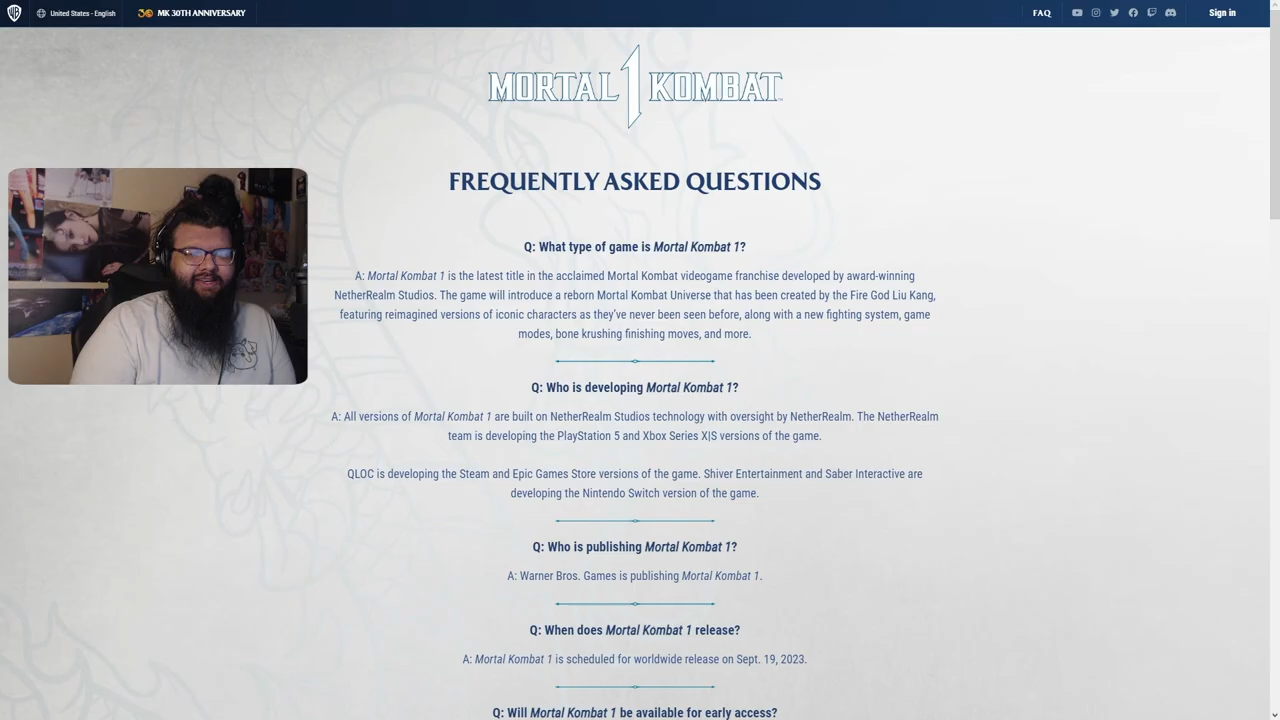 United States - English
30 MK 30TH ANNIVERSARY
FAQ
Sign in
MORTAL 1 KOMBAT
FREQUENTLY ASKED QUESTIONS
Q: What type of game is Mortal Kombat 1?
A: Mortal Kombat 1 is the latest title in the acclaimed Mortal Kombat videogame franchise developed by award-winning
NetherRealm Studios. The game will introduce a reborn Mortal Kombat Universe that has been created by the Fire God Liu Kang,
featuring reimagined versions of iconic characters as they've never been seen before, along with a new fighting system, game
modes, bone krushing finishing moves, and more.
Q: Who is developing Mortal Kombat 1?
A: All versions of Mortal Kombat 1 are built on NetherRealm Studios technology with oversight by NetherRealm. The NetherRealm
team is developing the PlayStation 5 and Xbox Series X|S versions of the game.
QLOC is developing the Steam and Epic Games Store versions of the game. Shiver Entertainment and Saber Interactive are
developing the Nintendo Switch version of the game.
Q: Who is publishing Mortal Kombat 1?
A: Warner Bros. Games is publishing Mortal Kombat 1.
Q: When does Mortal Kombat 1 release?
A: Mortal Kombat 1 is scheduled for worldwide release on Sept. 19, 2023.
Q: Will Mortal Kombat 1 be available for early access?